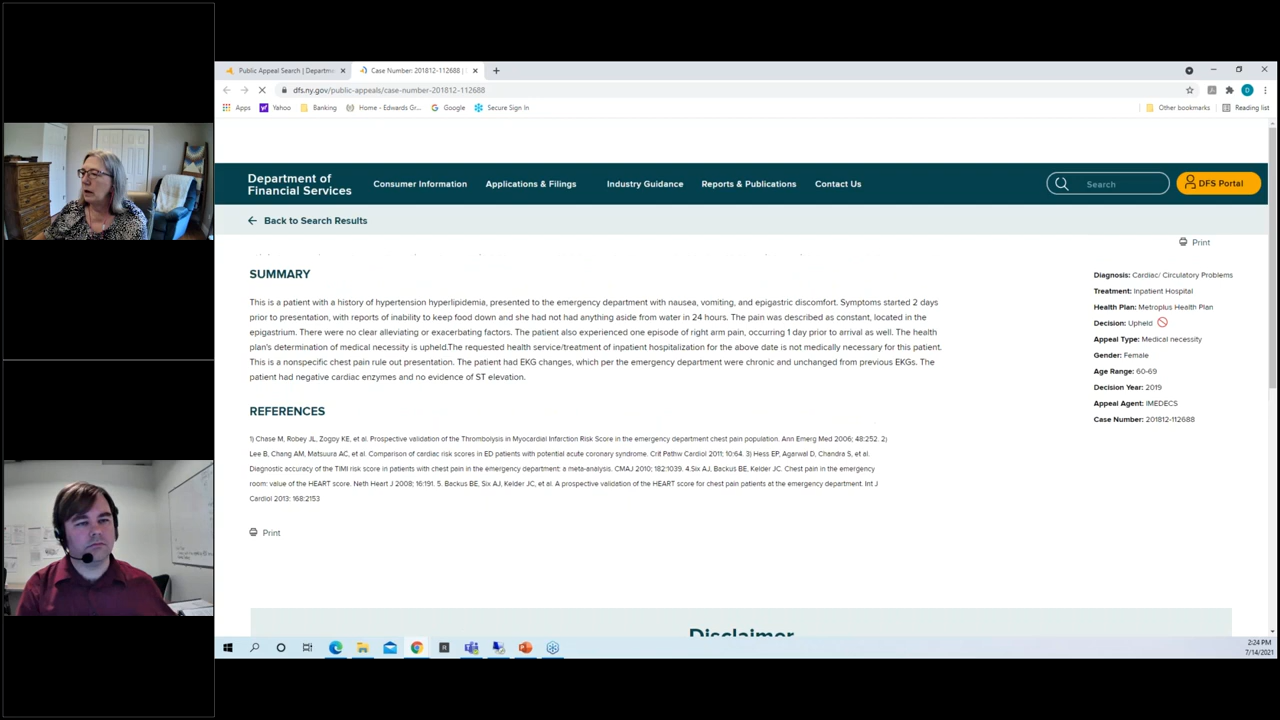 Public Appeal Search | Departme
Case Number: 201812-112688 |
dfs.ny.gov/public-appeals/case-number-201812-112688
Apps Yahoo Banking Home - Edwards Gr... Google Secure Sign In Other bookmarks Reading list
Department of
Financial Services
Consumer Information Applications & Filings Industry Guidance Reports & Publications Contact Us
Search
DFS Portal
Back to Search Results
Print
SUMMARY
This is a patient with a history of hypertension hyperlipidemia, presented to the emergency department with nausea, vomiting, and epigastric discomfort. Symptoms started 2 days
prior to presentation, with reports of inability to keep food down and she had not had anything aside from water in 24 hours. The pain was described as constant, located in the
epigastrium. There were no clear alleviating or exacerbating factors. The patient also experienced one episode of right arm pain, occurring 1 day prior to arrival as well. The health
plan's determination of medical necessity is upheld.The requested health service/treatment of inpatient hospitalization for the above date is not medically necessary for this patient.
This is a nonspecific chest pain rule out presentation. The patient had EKG changes, which per the emergency department were chronic and unchanged from previous EKGs. The
patient had negative cardiac enzymes and no evidence of ST elevation.
REFERENCES
1) Chase M, Robey JL, Zogoy KE, et al. Prospective validation of the Thrombolysis in Myocardial Infarction Risk Score in the emergency department chest pain population. Ann Emerg Med 2006; 48:252. 2)
Lee B, Chang AM, Matsuura AC, et al. Comparison of cardiac risk scores in ED patients with potential acute coronary syndrome. Crit Pathw Cardiol 2011; 10:64. 3) Hess EP, Agarwal D, Chandra S, et al.
Diagnostic accuracy of the TIMI risk score in patients with chest pain in the emergency department: a meta-analysis. CMAJ 2010; 182:1039. 4.Six AJ, Backus BE, Kelder JC. Chest pain in the emergency
room: value of the HEART score. Neth Heart J 2008; 16:191. 5. Backus BE, Six AJ, Kelder JC, et al. A prospective validation of the HEART score for chest pain patients at the emergency department. Int J
Cardiol 2013: 168:2153
Print
Diagnosis: Cardiac/ Circulatory Problems
Treatment: Inpatient Hospital
Health Plan: Metroplus Health Plan
Decision: Upheld
Appeal Type: Medical necessity
Gender: Female
Age Range: 60-69
Decision Year: 2019
Appeal Agent: IMEDECS
Case Number: 201812-112688
Disclaimer
2:24 PM
7/14/2021